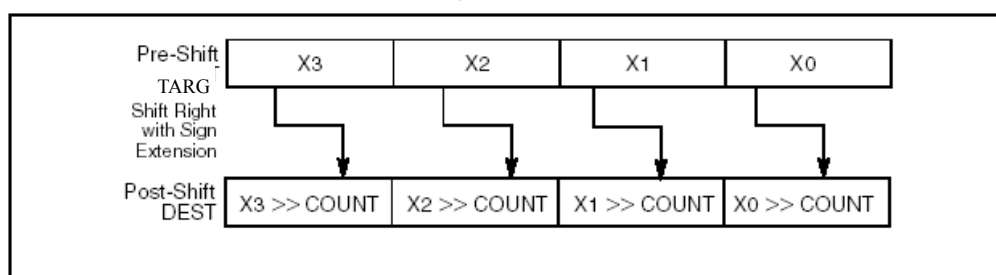 Pre-Shift
X3 X2 X1 X0
TARG
Shift Right
with Sign
Extension
Post-Shift
DEST
X3 >> COUNT X2 >> COUNT X1 >> COUNT X0 >> COUNT